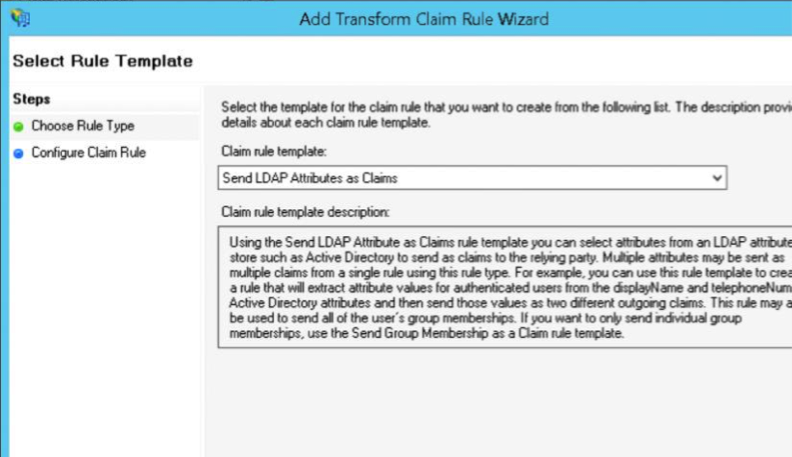 Add Transform Claim Rule Wizard
Select Rule Template
Steps
Choose Rule Type
Configure Claim Rule
Select the template for the claim rule that you want to create from the following list. The description provi
details about each claim rule template.
Claim rule template:
Send LDAP Attributes as Claims
Claim rule template description:
Using the Send LDAP Attribute as Claims rule template you can select attributes from an LDAP attribute
store such as Active Directory to send as claims to the relying party. Multiple attributes may be sent as
multiple claims from a single rule using this rule type. For example, you can use this rule template to crea
a rule that will extract attribute values for authenticated users from the displayName and telephoneNum
Active Directory attributes and then send those values as two different outgoing claims. This rule may a
be used to send all of the user's group memberships. If you want to only send individual group
memberships, use the Send Group Membership as a Claim rule template.